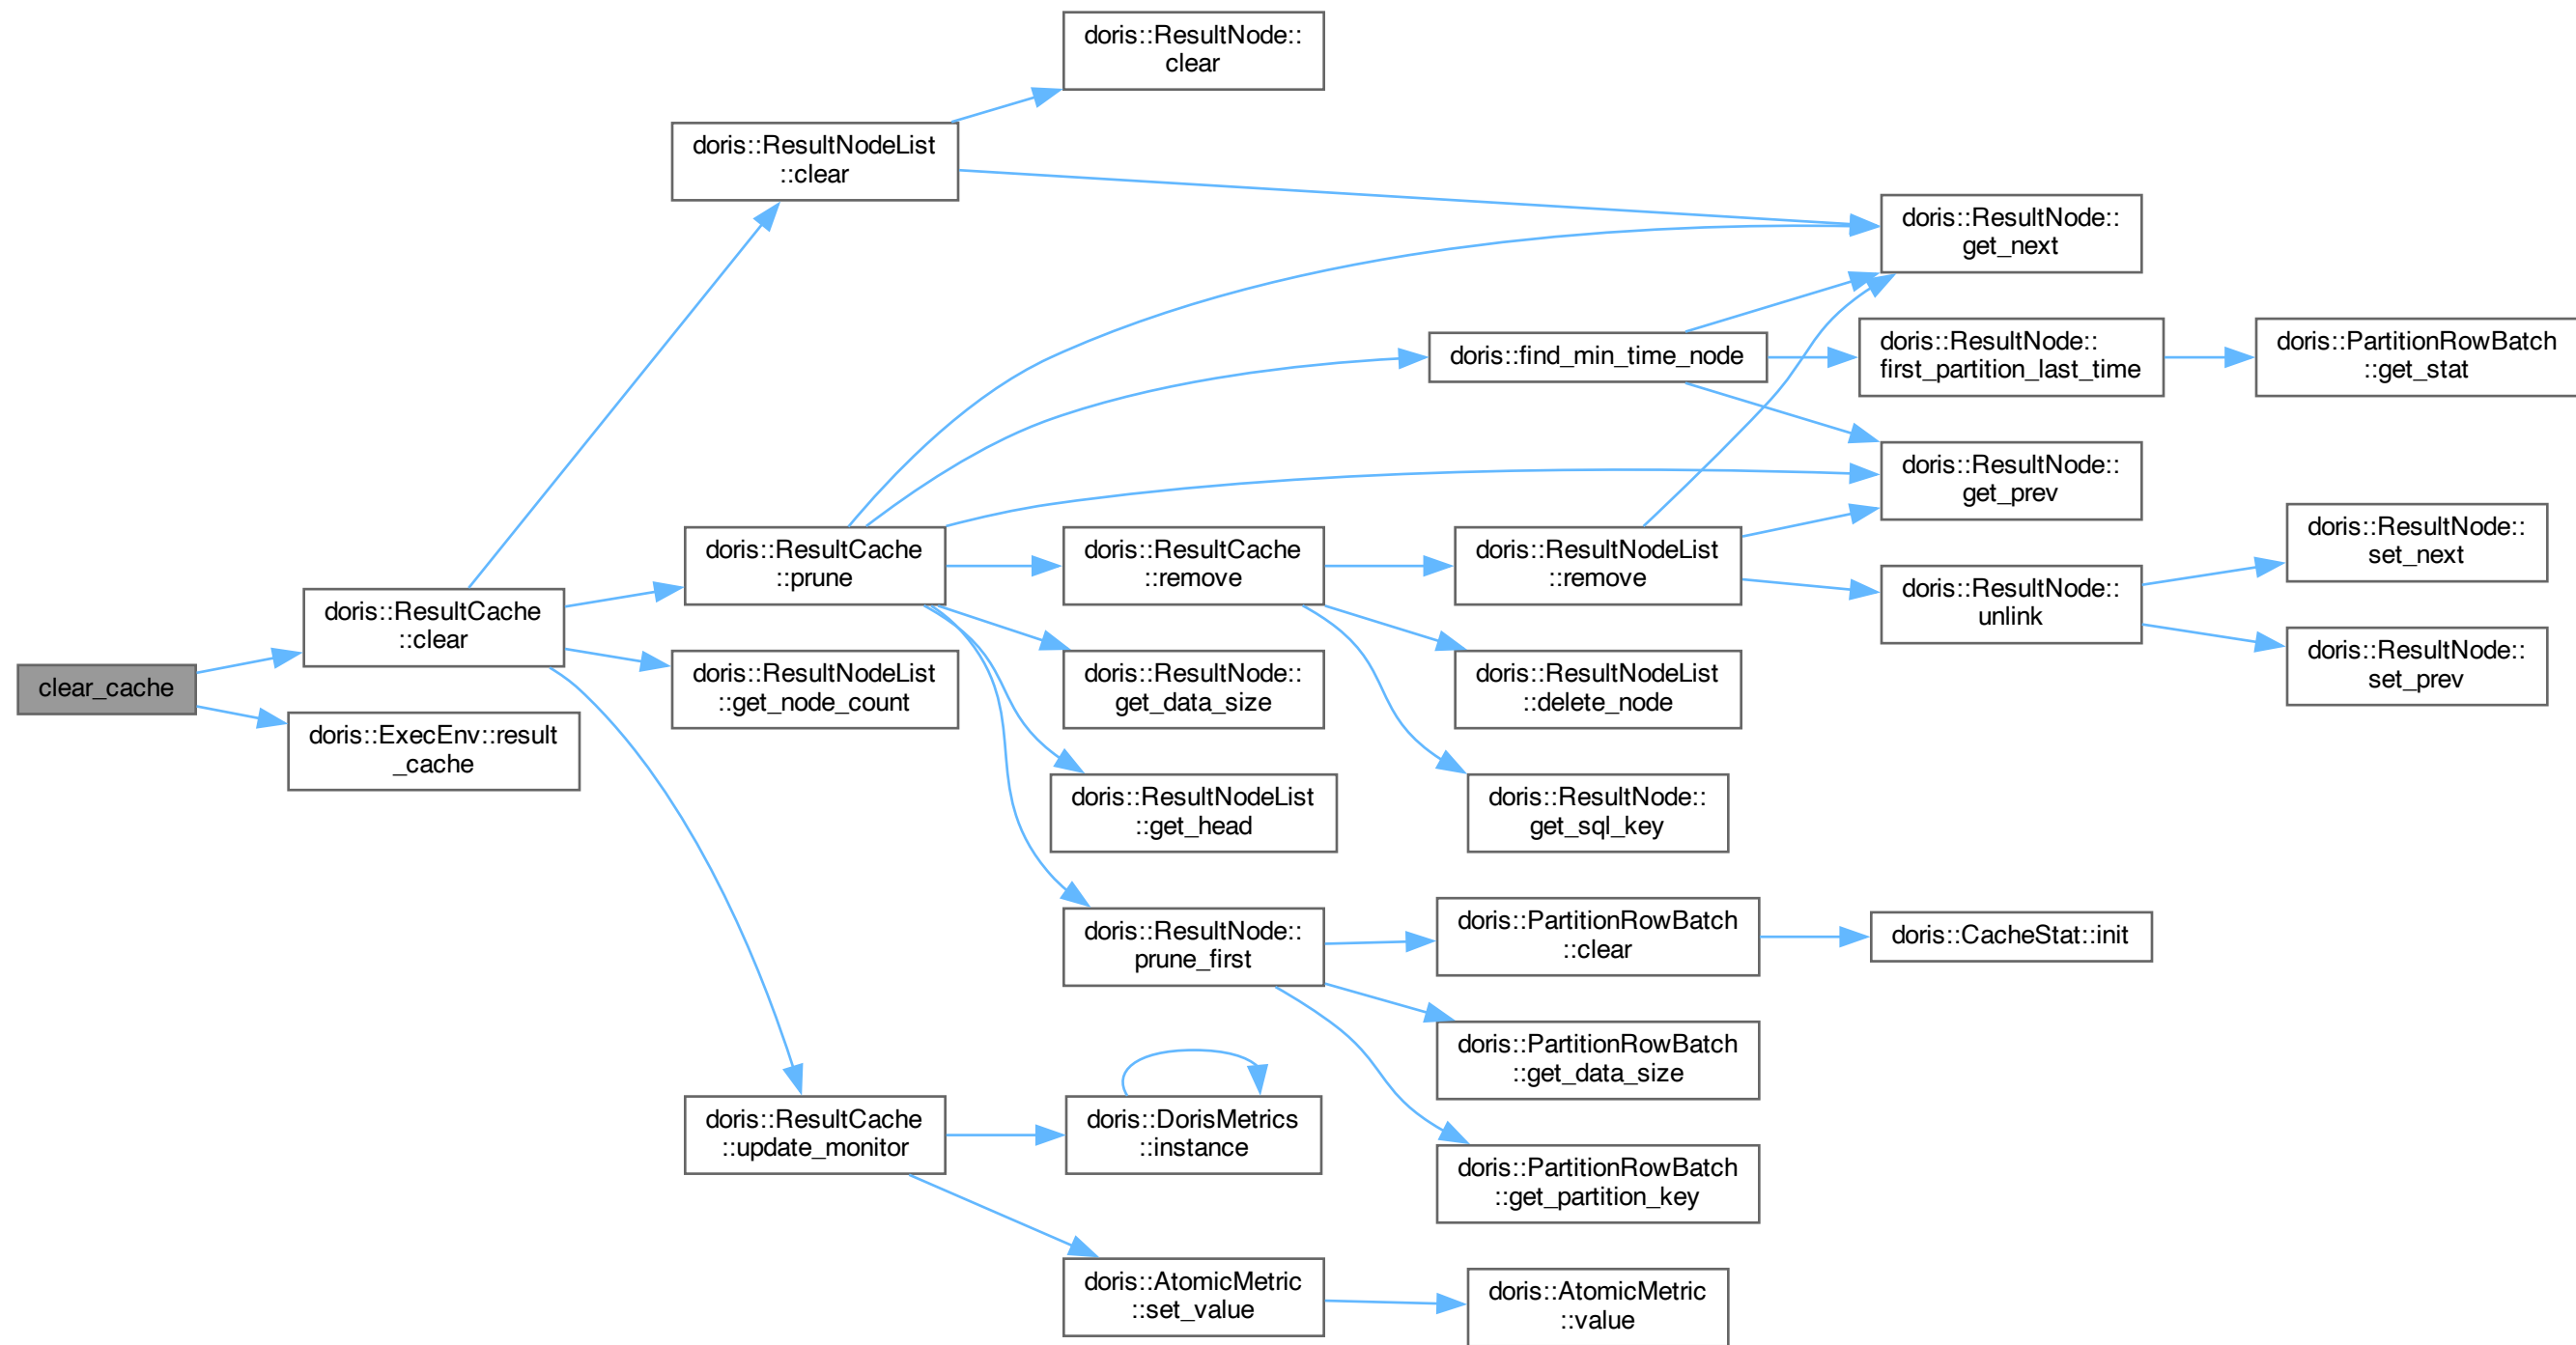 doris::ResultNode::
clear
doris::ResultNodeList
::clear
doris::ResultNode::
get_next
doris::find_min_time_node
doris::ResultNode::
first_partition_last_time
doris::PartitionRowBatch
::get_stat
doris::ResultNode::
get_prev
doris::ResultCache
::prune
doris::ResultCache
::remove
doris::ResultNodeList
::remove
doris::ResultNode::
set_next
doris::ResultCache
::clear
doris::ResultNode::
unlink
clear_cache
doris::ResultNodeList
::get_node_count
doris::ResultNode::
get_data_size
doris::ResultNodeList
::delete_node
doris::ResultNode::
set_prev
doris::ExecEnv::result
_cache
doris::ResultNodeList
::get_head
doris::ResultNode::
get_sql_key
doris::ResultNode::
prune_first
doris::PartitionRowBatch
::clear
doris::CacheStat::init
doris::PartitionRowBatch
::get_data_size
doris::ResultCache
::update_monitor
doris::DorisMetrics
::instance
doris::PartitionRowBatch
::get_partition_key
doris::AtomicMetric
::set_value
doris::AtomicMetric
::value